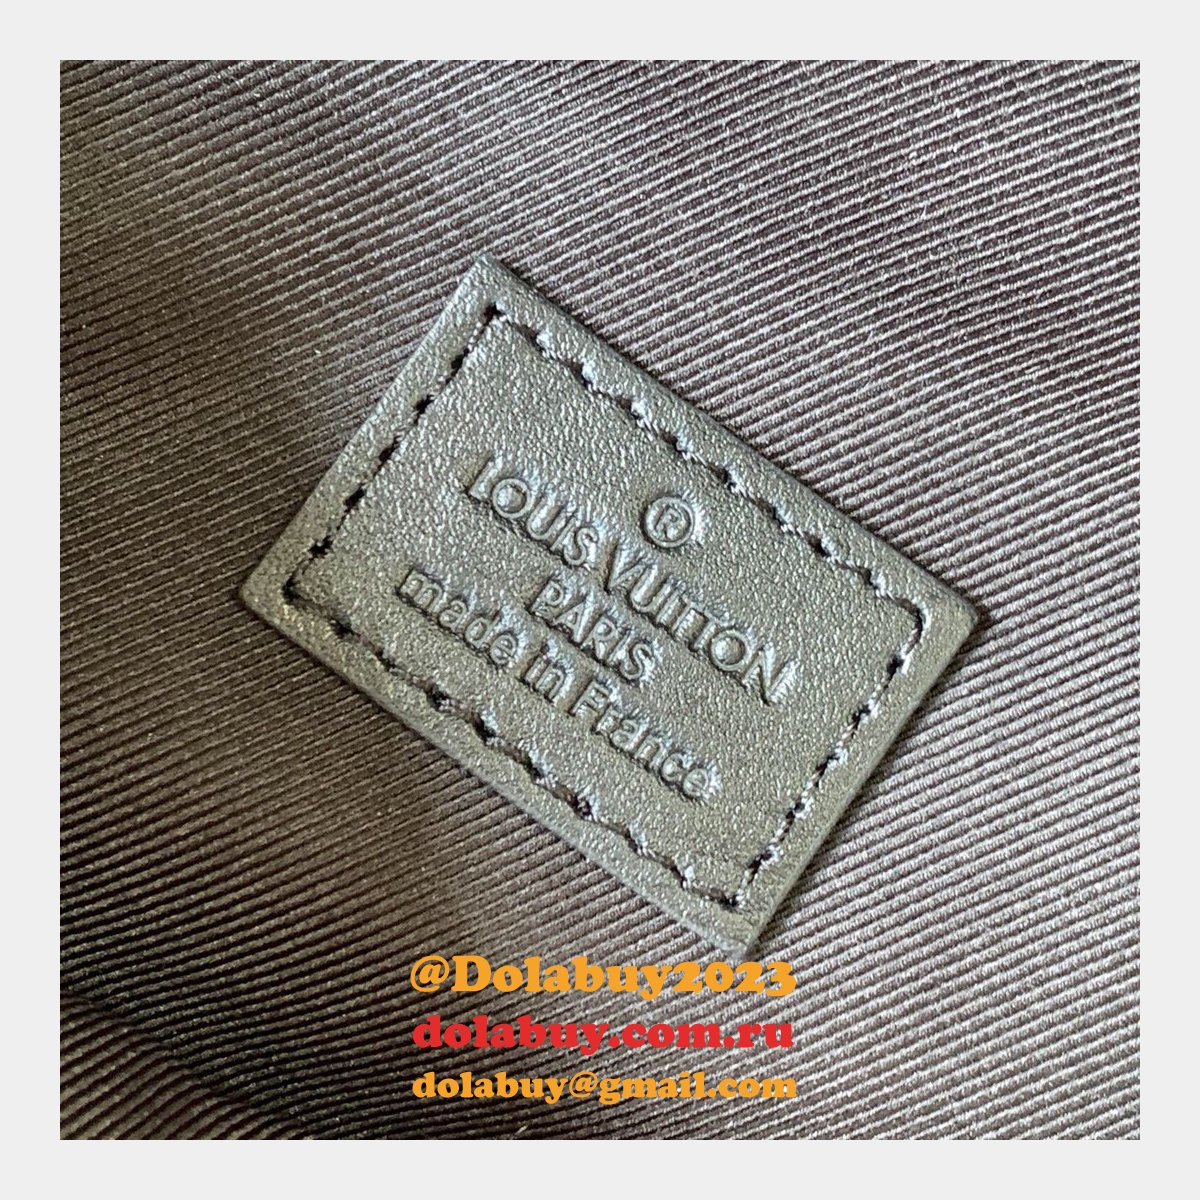 ®
LOUIS VUITTON
PARIS
made in France
@Dolabuy2023
dolabuy.com.ru
dolabuy@gmail.com